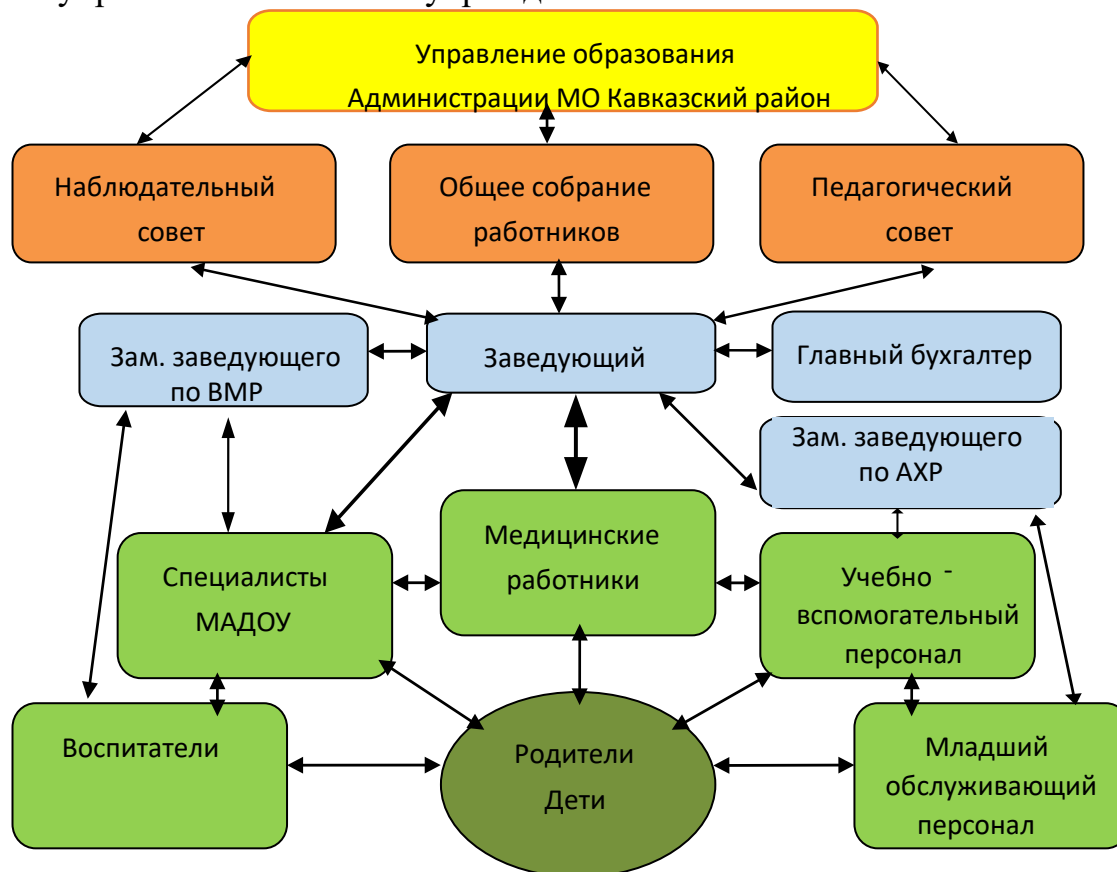 Управление образования
Администрации МО Кавказский район
Наблюдательный
совет
Общее собрание
работников
Педагогический
совет
Зам. заведующего
по ВМР
Заведующий
Главный бухгалтер
Зам. заведующего
по АХР
Специалисты
МАДОУ
Медицинские
работники
Учебно -
вспомогательный
персонал
Воспитатели
Родители
Дети
Младший
обслуживающий
персонал